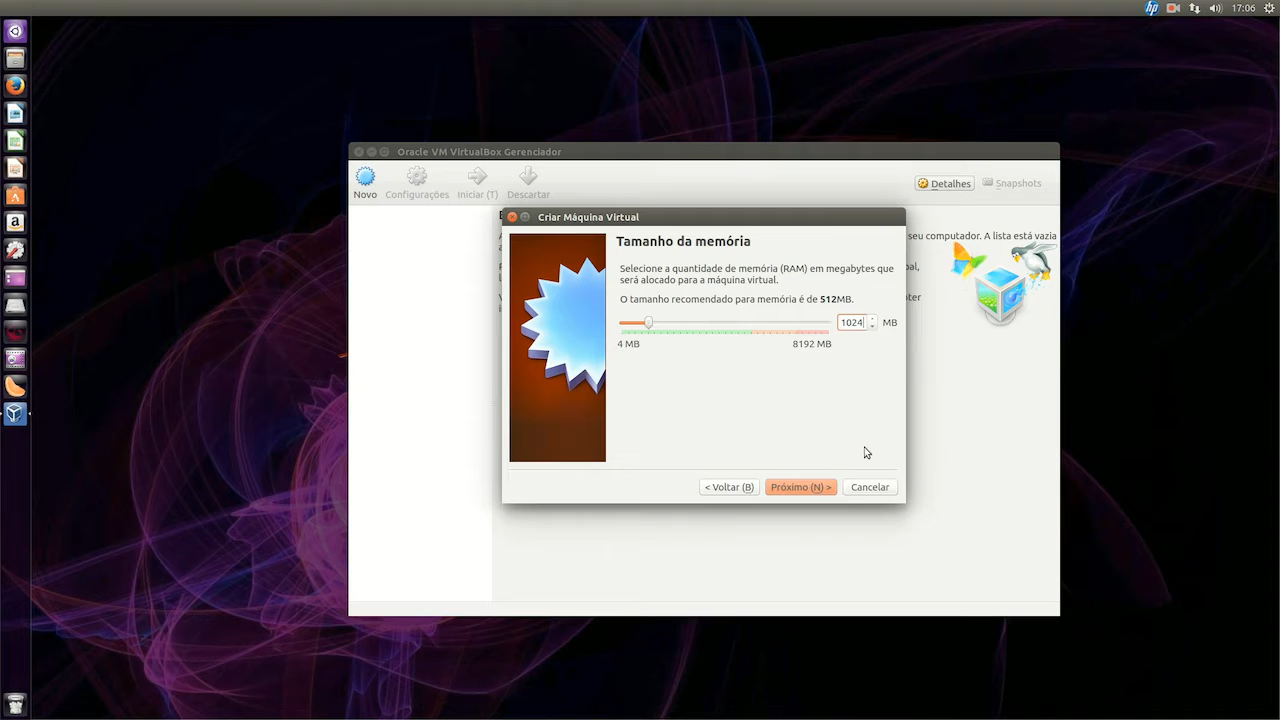 17:06
Oracle VM VirtualBox Gerenciador
Novo
Configurações
Iniciar (T)
Descartar
Detalhes
Snapshots
seu computador. A lista está vazia
Criar Máquina Virtual
Tamanho da memória
Selecione a quantidade de memória (RAM) em megabytes que
será alocado para a máquina virtual.
O tamanho recomendado para memória é de 512MB.
1024 MB
4 MB
8192 MB
< Voltar (B)
Próximo (N) >
Cancelar